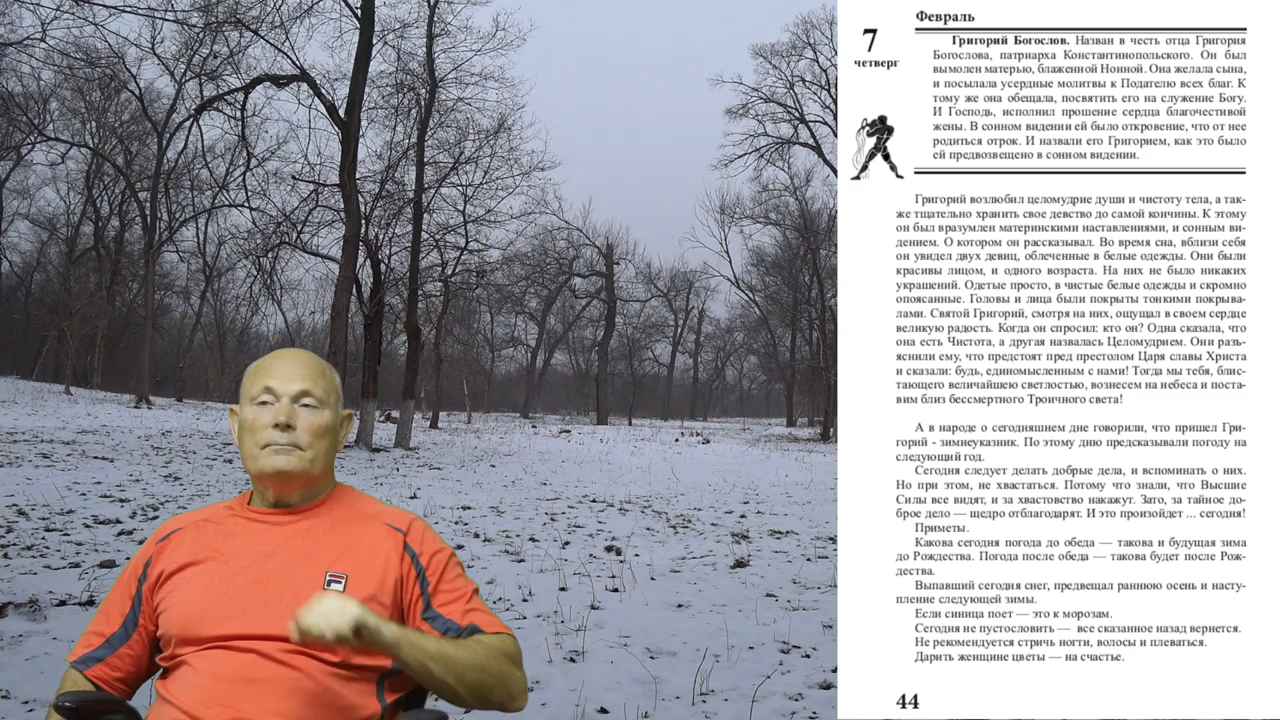 Февраль
7
четверг
Григорий Богослов. Назван в честь отца Григория
Богослова, патриарха Константинопольского. Он был
вымолен матерью, блаженной Нонной. Она желала сына,
и посылала усердные молитвы к Подателю всех благ. К
тому же она обещала, посвятить его на служение Богу.
И Господь, исполнил прошение сердца благочестивой
жены. В сонном видении ей было откровение, что от нее
родиться отрок. И назвали его Григорием, как это было
ей предвозвещено в сонном видении.
Григорий возлюбил целомудрие души и чистоту тела, а так-
же тщательно хранить свое девство до самой кончины. К этому
он был вразумлен материнскими наставлениями, и сонным ви-
дением. О котором он рассказывал. Во время сна, вблизи себя
он увидел двух девиц, облеченные в белые одежды. Они были
красивы лицом, и одного возраста. На них не было никаких
украшений. Одетые просто, в чистые белые одежды и скромно
опоясанные. Головы и лица были покрыты тонкими покрыва-
лами. Святой Григорий, смотря на них, ощущал в своем сердце
великую радость. Когда он спросил: кто он? Одна сказала, что
она есть Чистота, а другая назвалась Целомудрием. Они разъ-
яснили ему, что предстоят пред престолом Царя славы Христа
и сказали: будь, единомысленным с нами! Тогда мы тебя, блис-
тающего величайшею светлостью, вознесем на небеса и поста-
вим близ бессмертного Троичного света!
А в народе о сегодняшнем дне говорили, что пришел Гри-
горий - зимнеуказник. По этому дню предсказывали погоду на
следующий год.
Сегодня следует делать добрые дела, и вспоминать о них.
Но при этом, не хвастаться. Потому что знали, что Высшие
Силы все видят, и за хвастовство накажут. Зато, за тайное до-
брое дело — щедро отблагодарят. И это произойдет ... сегодня!
Приметы.
Какова сегодня погода до обеда — такова и будущая зима
до Рождества. Погода после обеда — такова будет после Рож-
дества.
Выпавший сегодня снег, предвещал раннюю осень и насту-
пление следующей зимы.
Если синица поет — это к морозам.
Сегодня не пустословить — все сказанное назад вернется.
Не рекомендуется стричь ногти, волосы и плеваться.
Дарить женщине цветы — на счастье.
44